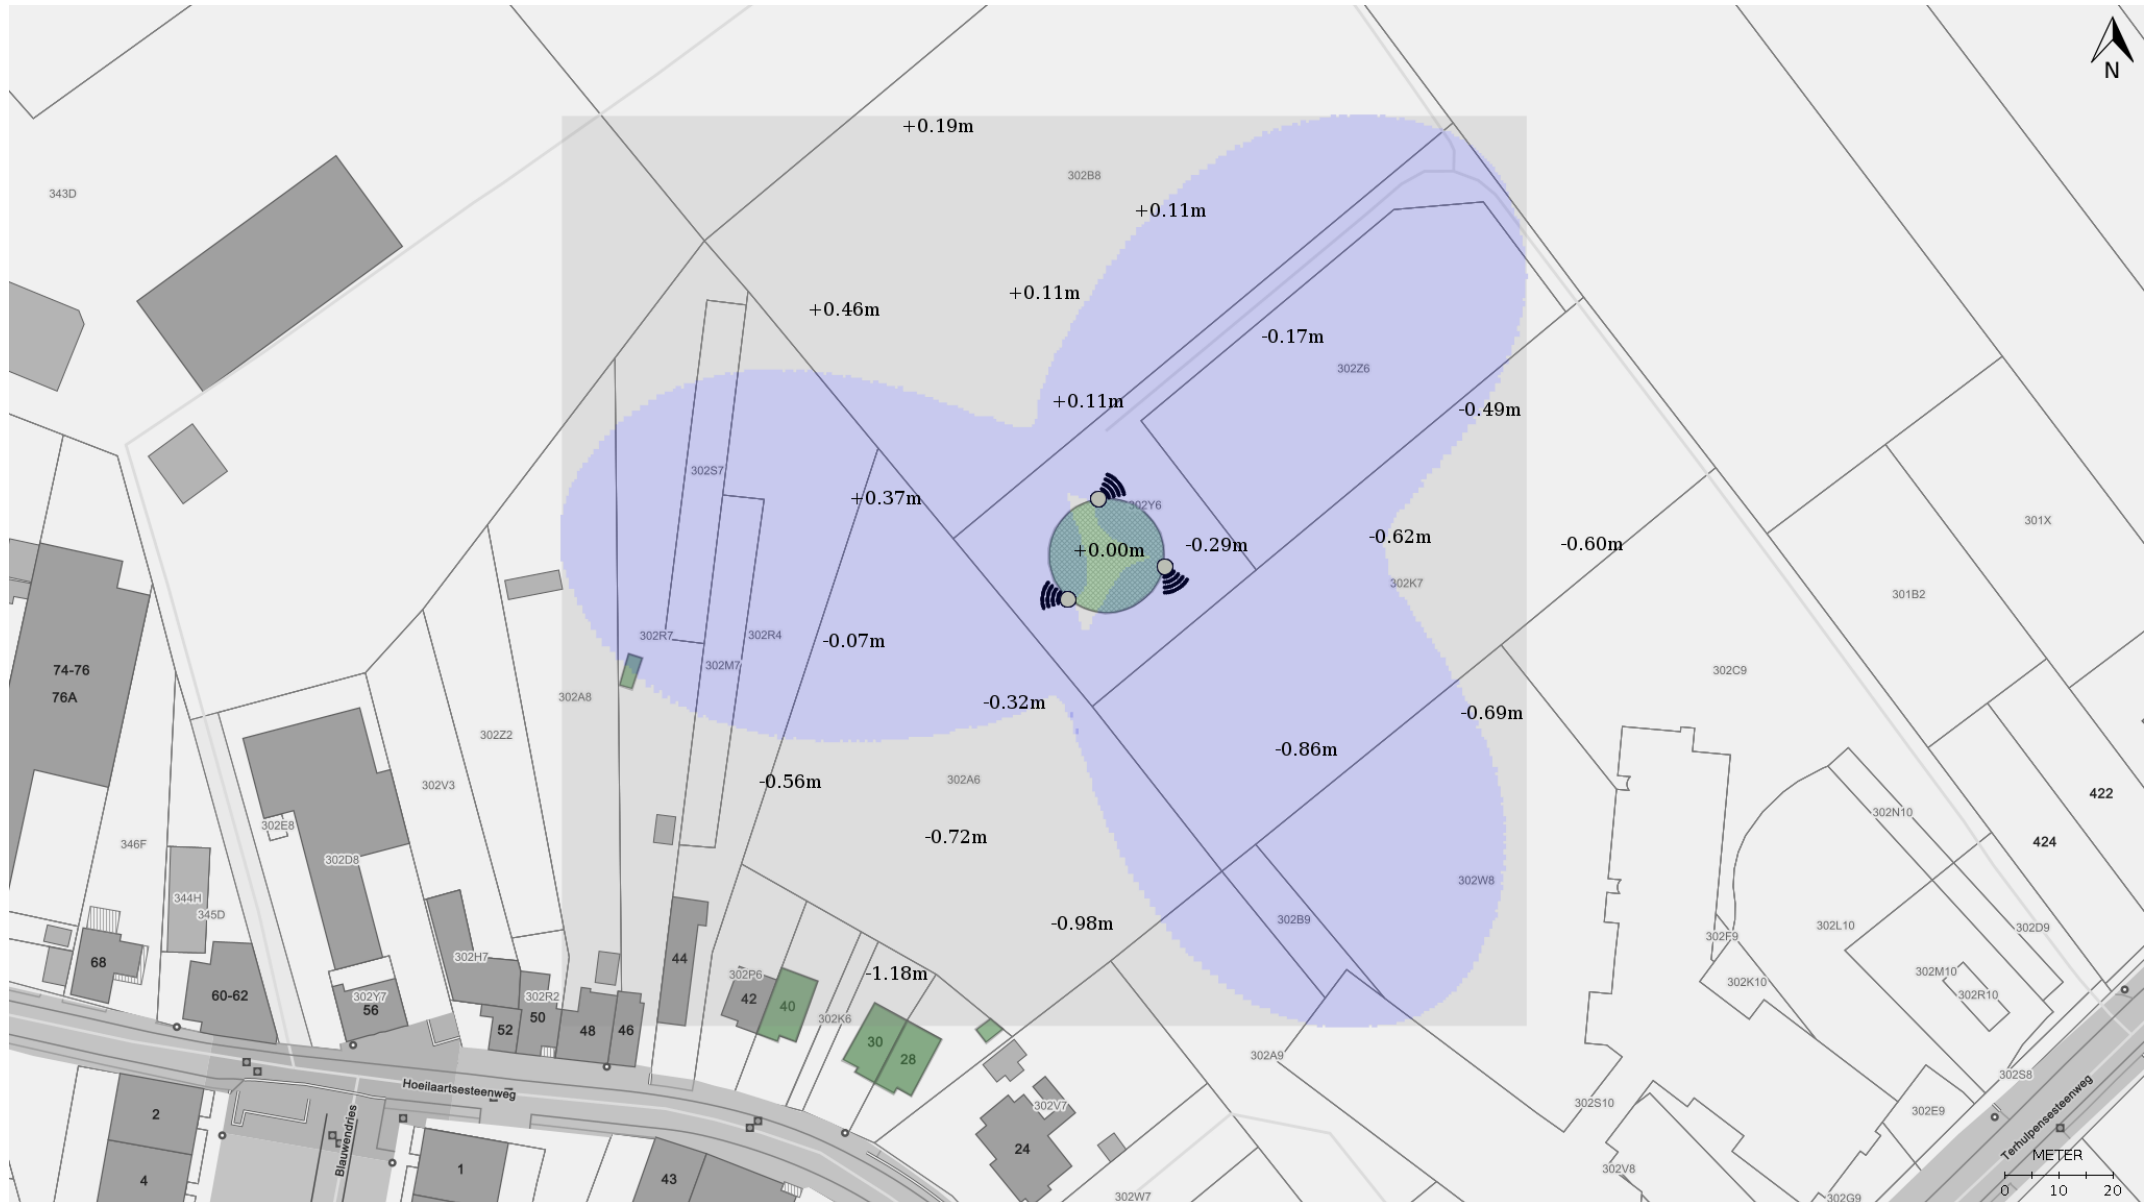 N
+0.19m
302B8
343D
+0.11m
+0.11m
+0.46m
-0.17m
302Z6
+0.11m
-0.49m
302S7
+0.37m
302Y6
301X
-0.62m
-0.60m
-0.29m
+0.00m
302K7
301B2
302R7
302R4
-0.07m
302M7
74-76
76A
302C9
302A8
-0.32m
-0.69m
302Z2
-0.86m
-0.56m
302A6
302V3
422
302N10
302E8
-0.72m
424
346F
302D8
302W8
344H
345D
302B9
-0.98m
302L10
302D9
302F9
302H7
44
68
302M10
-1.18m
302P6
302K10
302R10
60-62
302Y7
302R2
42
40
56
50
302K6
52
48
46
30
28
302A9
302S8
Hoeilaartsesteenweg
302V7
302S10
302E9
2
Blauwendries
Terhulpensesteenweg
24
METER
1
302V8
4
43
302W7
302G9
0
10
20